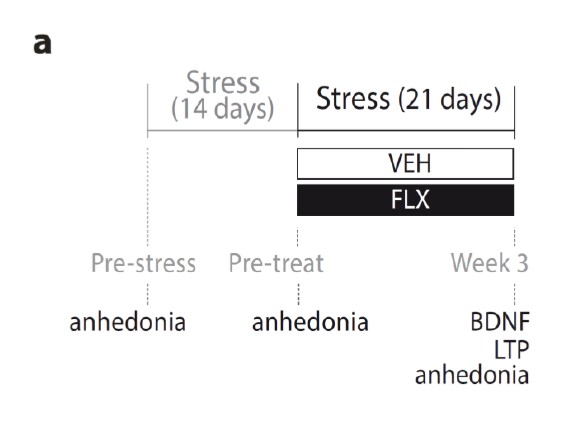 a
Stress
(14 days)
Stress (21 days)
VEH
FLX
Pre-stress
Pre-treat
Week 3
anhedonia
anhedonia
BDNF
LTP
anhedonia